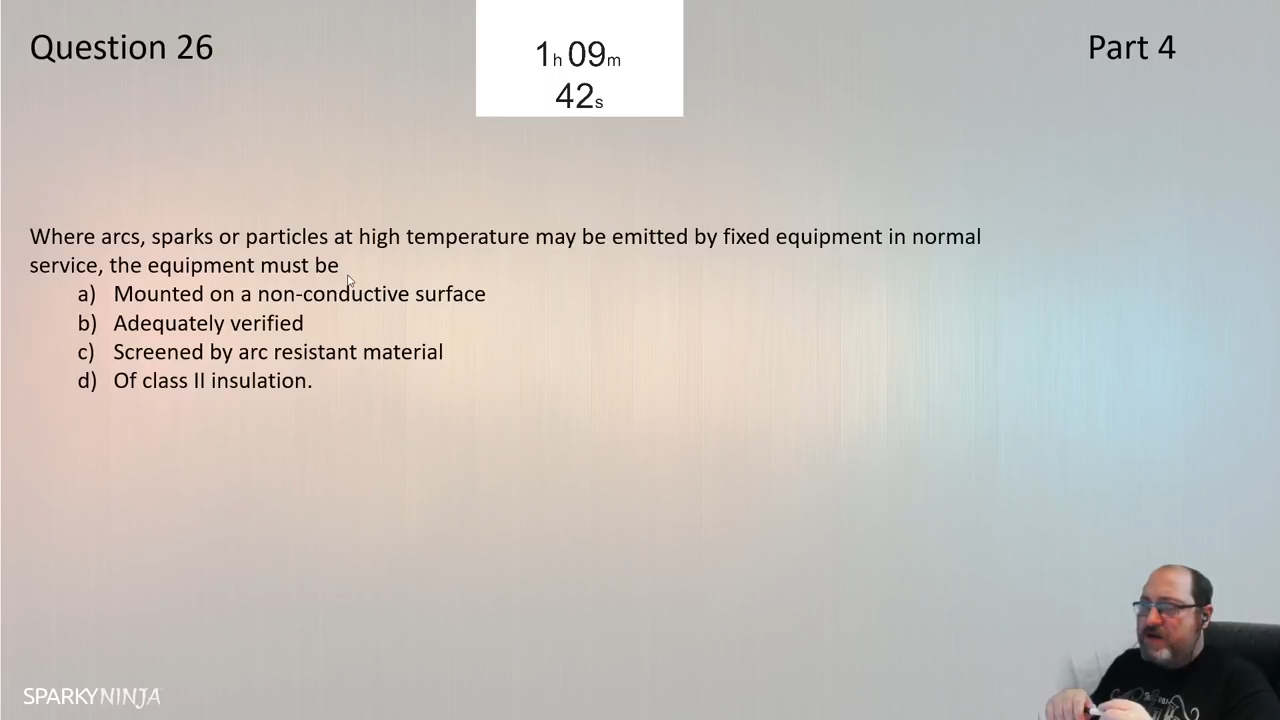 Question 26
1h 09m
42s
Part 4
Where arcs, sparks or particles at high temperature may be emitted by fixed equipment in normal
service, the equipment must be
a) Mounted on a non-conductive surface
b) Adequately verified
c) Screened by arc resistant material
d) Of class II insulation.
SPARKYNINJA